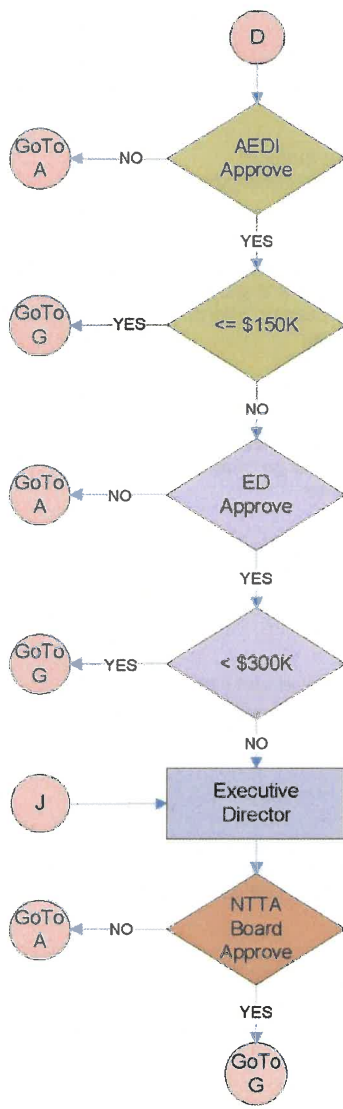 D
AEDI
Approve
NO
GoTo
A
YES
<= $150K
YES
GoTo
G
NO
ED
Approve
NO
GoTo
A
YES
< $300K
YES
GoTo
G
NO
J
Executive
Director
NTTA
Board
Approve
NO
GoTo
A
YES
GoTo
G